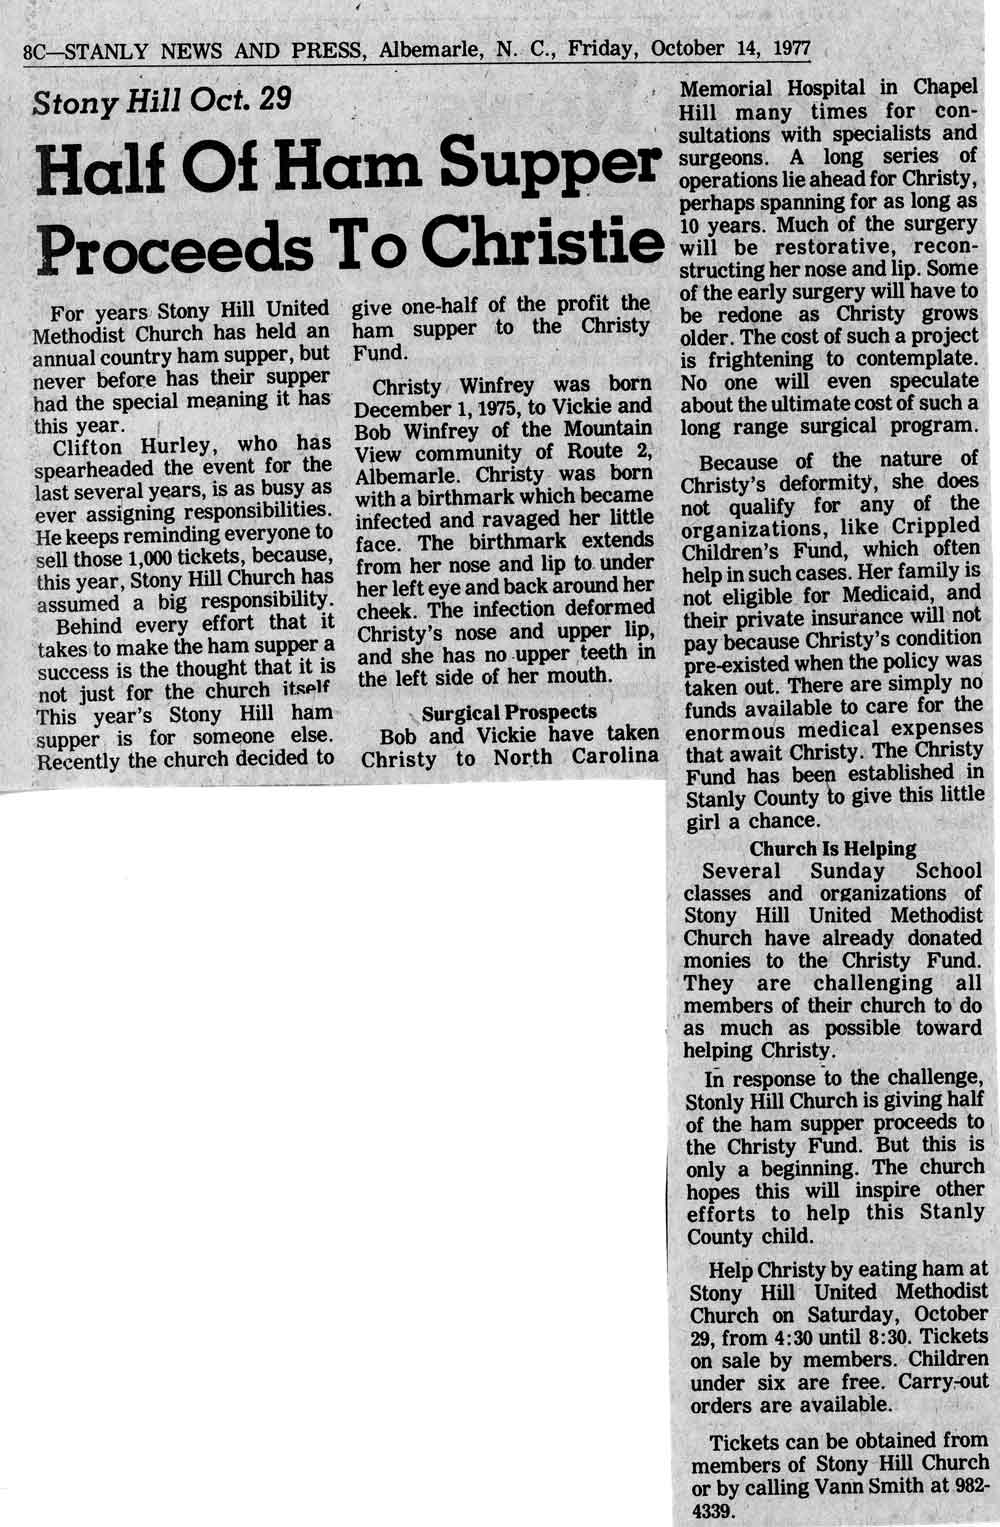 8C—STANLY NEWS AND PRESS, Albemarle, N. C., Friday, October 14, 1977
Stony Hill Oct. 29
Half Of Ham Supper
Proceeds To Christie
For years Stony Hill United
Methodist Church has held an
annual country ham supper, but
never before has their supper
had the special meaning it has
this year.
Clifton Hurley, who has
spearheaded the event for the
last several years, is as busy as
ever assigning responsibilities.
He keeps reminding everyone to
sell those 1,000 tickets, because,
this year, Stony Hill Church has
assumed a big responsibility.
Behind every effort that it
takes to make the ham supper a
success is the thought that it is
not just for the church itself
This year's Stony Hill ham
supper is for someone else.
Recently the church decided to
give one-half of the profit the
ham supper to the Christy
Fund.
Christy Winfrey was born
December 1, 1975, to Vickie and
Bob Winfrey of the Mountain
View community of Route 2,
Albemarle. Christy was born
with a birthmark which became
infected and ravaged her little
face. The birthmark extends
from her nose and lip to under
her left eye and back around her
cheek. The infection deformed
Christy's nose and upper lip,
and she has no upper teeth in
the left side of her mouth.
Surgical Prospects
Bob and Vickie have taken
Christy to North Carolina
Memorial Hospital in Chapel
Hill many times for con-
sultations with specialists and
surgeons. A long series of
operations lie ahead for Christy,
perhaps spanning for as long as
10 years. Much of the surgery
will be restorative, recon-
structing her nose and lip. Some
of the early surgery will have to
be redone as Christy grows
older. The cost of such a project
is frightening to contemplate.
No one will even speculate
about the ultimate cost of such a
long range surgical program.
Because of the nature of
Christy's deformity, she does
not qualify for any of the
organizations, like Crippled
Children's Fund, which often
help in such cases. Her family is
not eligible for Medicaid, and
their private insurance will not
pay because Christy's condition
pre-existed when the policy was
taken out. There are simply no
funds available to care for the
enormous medical expenses
that await Christy. The Christy
Fund has been established in
Stanly County to give this little
girl a chance.
Church Is Helping
Several Sunday School
classes and organizations of
Stony Hill United Methodist
Church have already donated
monies to the Christy Fund.
They are challenging all
members of their church to do
as much as possible toward
helping Christy.
In response to the challenge,
Stonly Hill Church is giving half
of the ham supper proceeds to
the Christy Fund. But this is
only a beginning. The church
hopes this will inspire other
efforts to help this Stanly
County child.
Help Christy by eating ham at
Stony Hill United Methodist
Church on Saturday, October
29, from 4:30 until 8:30. Tickets
on sale by members. Children
under six are free. Carry-out
orders are available.
Tickets can be obtained from
members of Stony Hill Church
or by calling Vann Smith at 982-
4339.